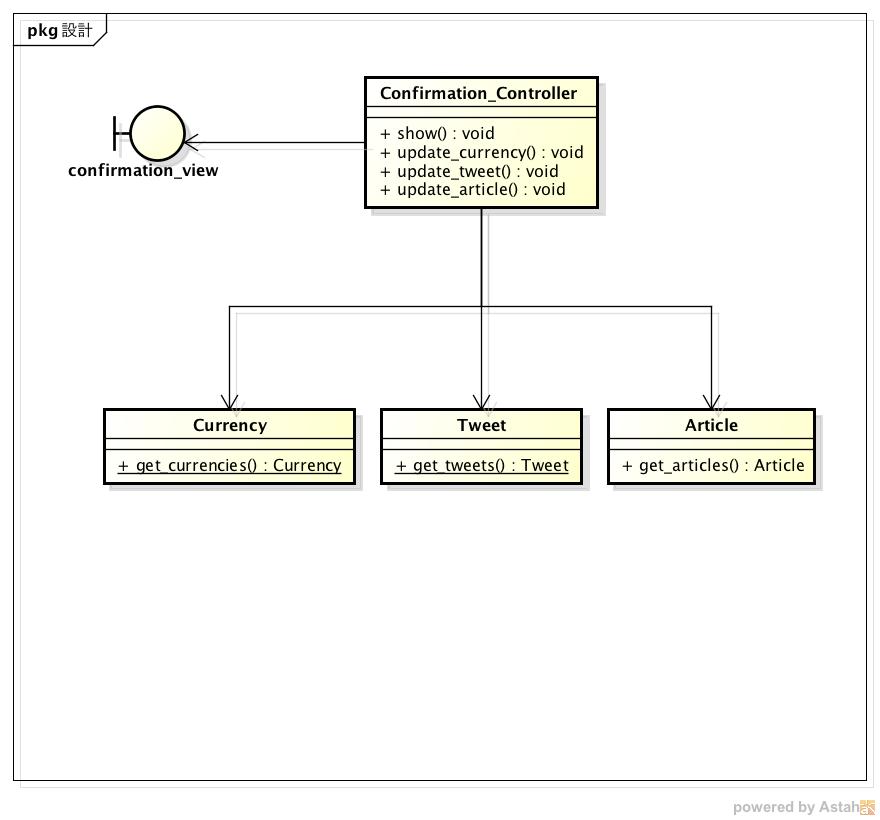 pkg 設計
Confirmation_Controller
+ show() : void
+ update_currency() : void
+ update_tweet() : void
+ update_article() : void
confirmation_view
Currency
+ get_currencies() : Currency
Tweet
+ get_tweets() : Tweet
Article
+ get_articles() : Article
powered by Astah